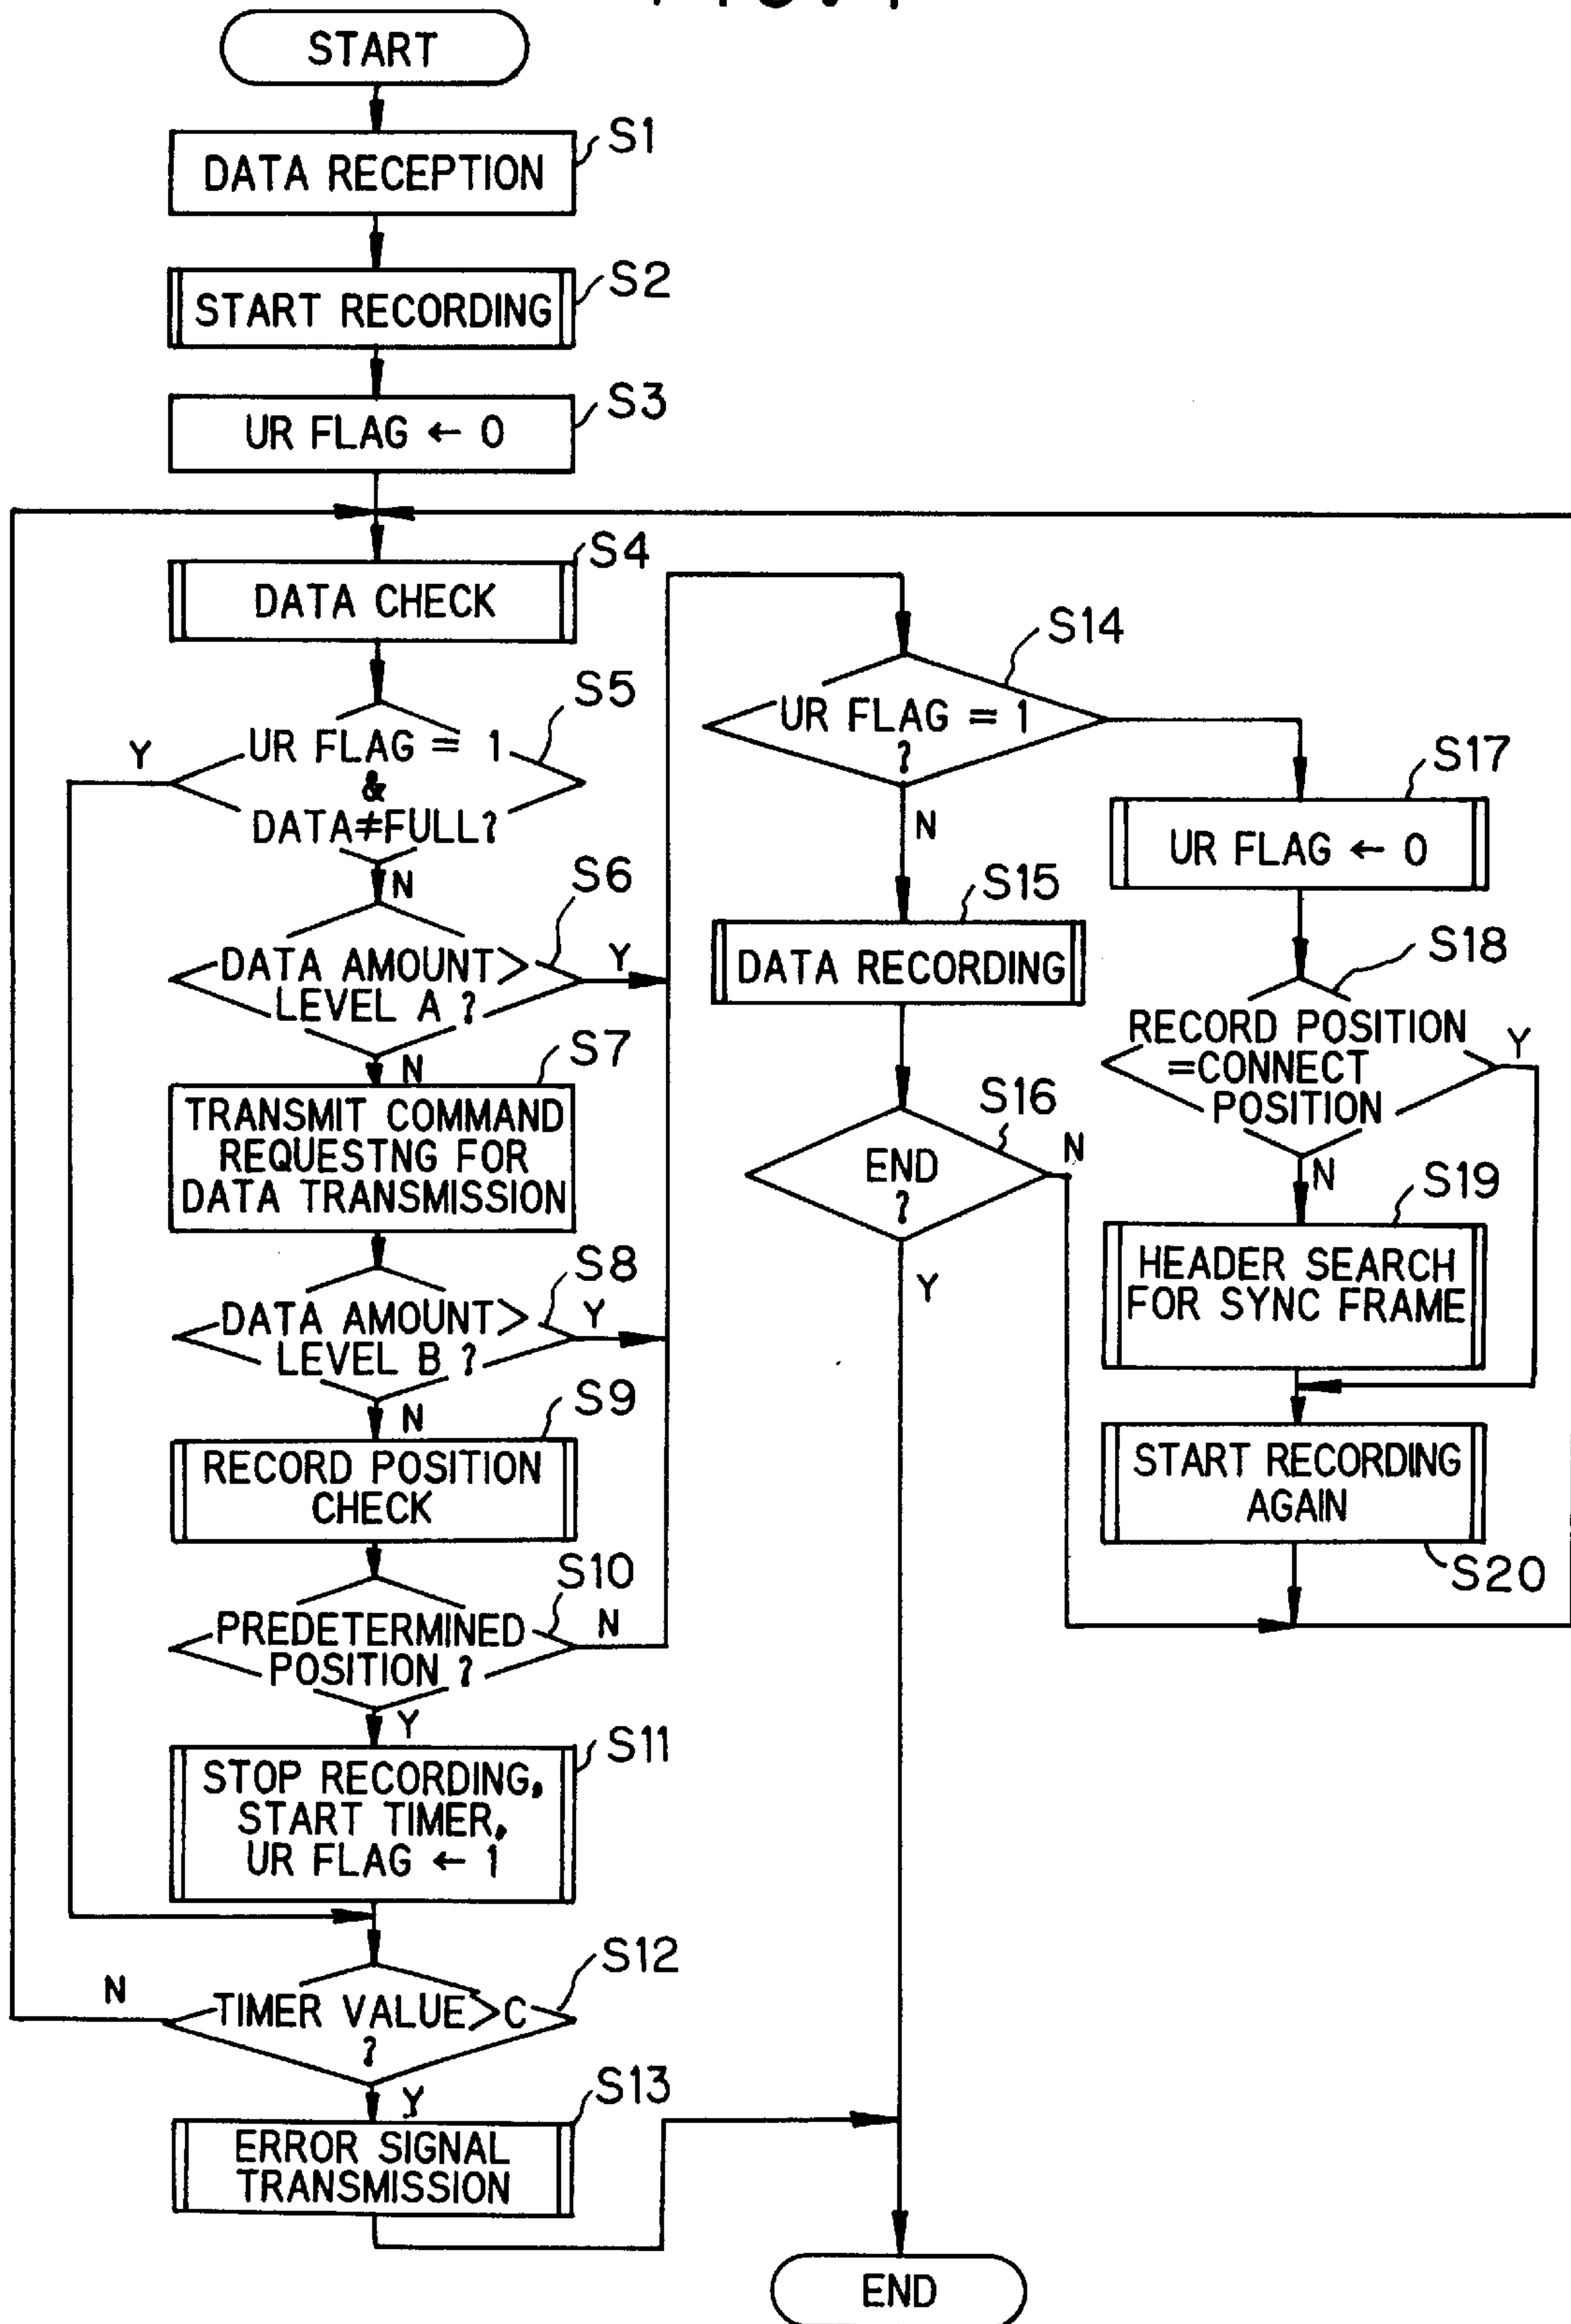 START
S1
DATA RECEPTION
S2
START RECORDING
S3
UR FLAG ← 0
S4
DATA CHECK
S5
Y
UR FLAG = 1
&
DATA≠FULL?
N
S6
DATA AMOUNT>
LEVEL A ?
Y
N
S7
TRANSMIT COMMAND
REQUESTNG FOR
DATA TRANSMISSION
S8
DATA AMOUNT>
LEVEL B ?
Y
N
S9
RECORD POSITION
CHECK
S10
PREDETERMINED
POSITION ?
N
Y
S11
STOP RECORDING,
START TIMER,
UR FLAG ← 1
S12
N
TIMER VALUE>C
?
Y
S13
ERROR SIGNAL
TRANSMISSION
S14
UR FLAG = 1
?
N
S15
DATA RECORDING
S16
END
?
N
Y
S17
UR FLAG ← 0
S18
RECORD POSITION
=CONNECT
POSITION
Y
N
S19
HEADER SEARCH
FOR SYNC FRAME
START RECORDING
AGAIN
S20
END